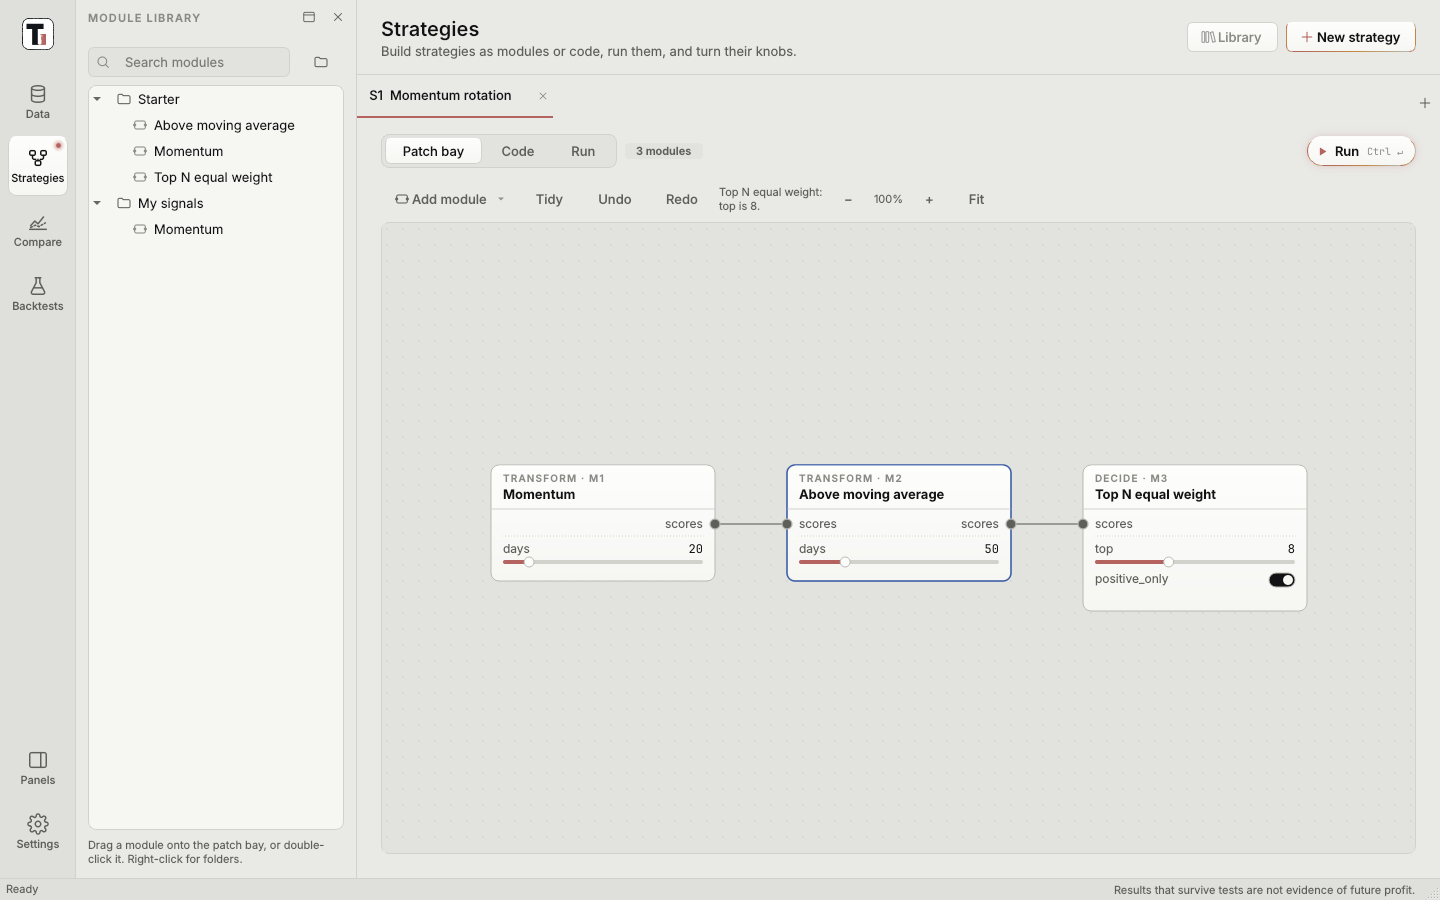 MODULE LIBRARY
Search modules
Starter
Above moving average
Momentum
Top N equal weight
My signals
Momentum
Drag a module onto the patch bay, or double-
click it. Right-click for folders.
Data
Strategies
Compare
Backtests
Panels
Settings
Strategies
Build strategies as modules or code, run them, and turn their knobs.
Library
New strategy
S1 Momentum rotation
Patch bay
Code
Run
3 modules
Run Ctrl ↵
Add module
Tidy
Undo
Redo
Top N equal weight:
top is 8.
− 100% +
Fit
TRANSFORM · M1
Momentum
scores
days 20
TRANSFORM · M2
Above moving average
scores scores
days 50
DECIDE · M3
Top N equal weight
scores
top 8
positive_only
Ready
Results that survive tests are not evidence of future profit.